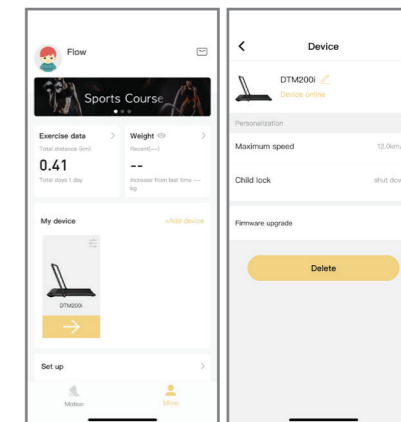 Flow
Sports Course
Exercise data
Total distance (km)
0.41
Total days 1 day
Weight
Recent(--)
--
Increase from last time --
kg
My device
+Add device
DTM200i
Set up
Motion
Mine
Device
DTM200i
Device online
Personalization
Maximum speed
12.0km/
Child lock
shut dow
Firmware upgrade
Delete